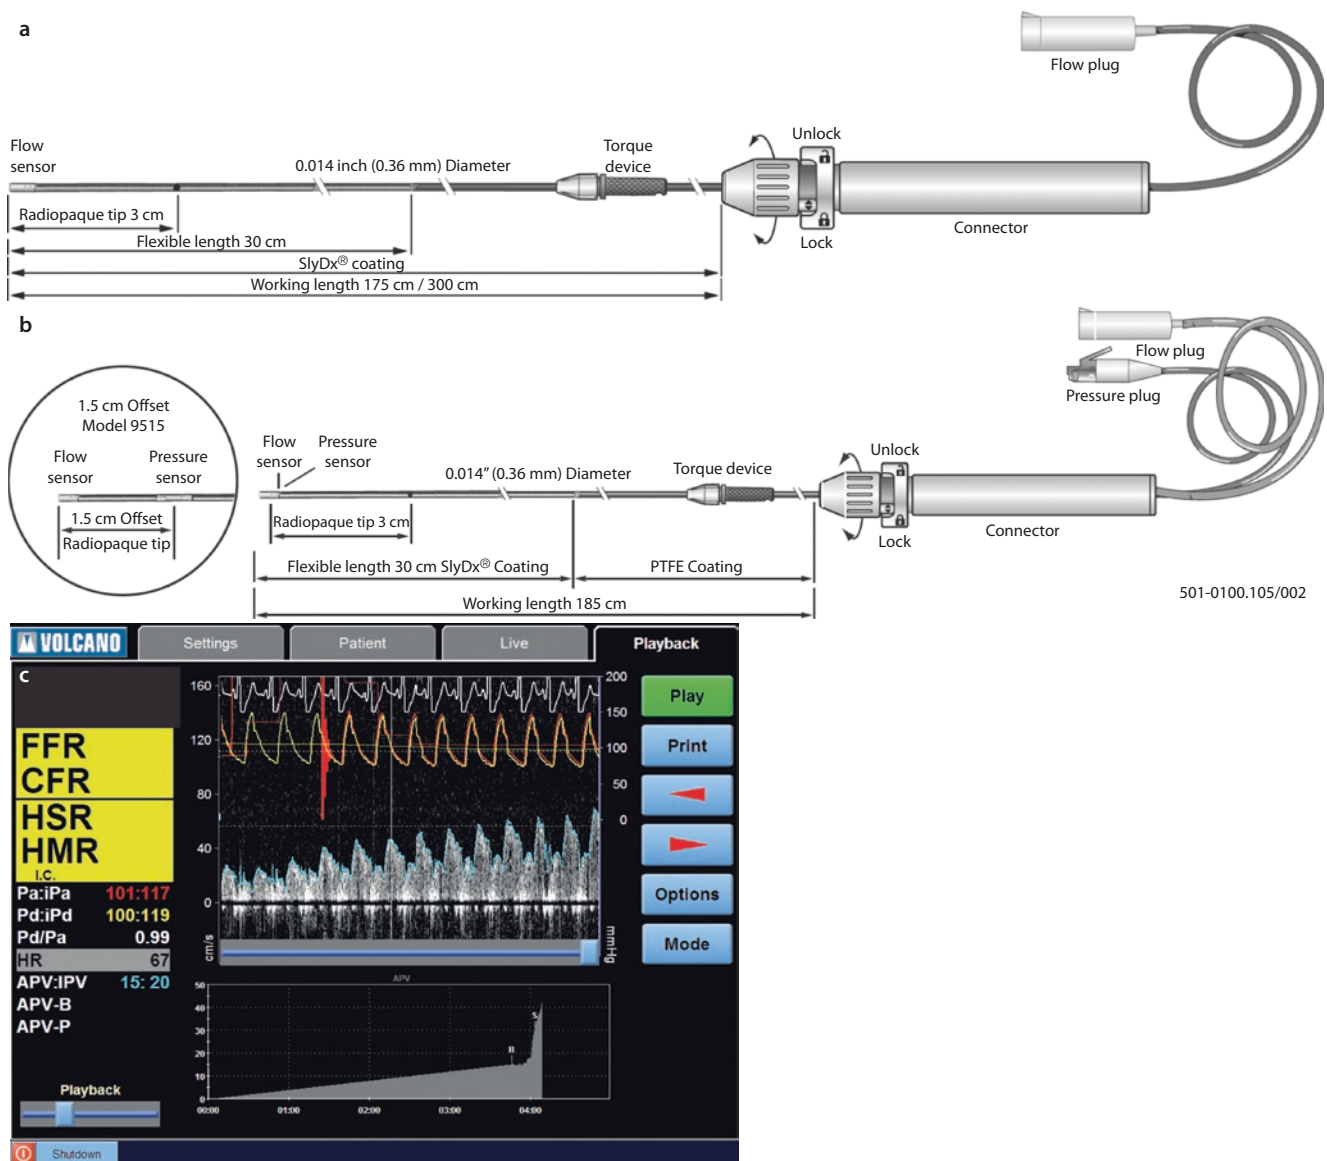 a
Flow plug
Flow
sensor
0.014 inch (0.36 mm) Diameter
Torque
device
Unlock
Lock
Connector
Radiopaque tip 3 cm
Flexible length 30 cm
SlyDx® coating
Working length 175 cm / 300 cm
b
Flow plug
Pressure plug
1.5 cm Offset
Model 9515
Flow
sensor
Pressure
sensor
1.5 cm Offset
Radiopaque tip
Flow
sensor
Pressure
sensor
0.014” (0.36 mm) Diameter
Torque device
Unlock
Lock
Connector
Radiopaque tip 3 cm
Flexible length 30 cm SlyDx® Coating
PTFE Coating
Working length 185 cm
501-0100.105/002
VOLCANO
Settings
Patient
Live
Playback
c
FFR
CFR
HSR
HMR
I.C.
Pa:iPa 101:117
Pd:iPd 100:119
Pd/Pa 0.99
HR 67
APV:IPV 15: 20
APV-B
APV-P
Playback
Shutdown
160
120
80
40
0
cm/s
200
150
100
50
0
mmHg
Play
Print
Options
Mode
APV
50
40
30
20
10
0
B
S
00:00
01:00
02:00
03:00
04:00